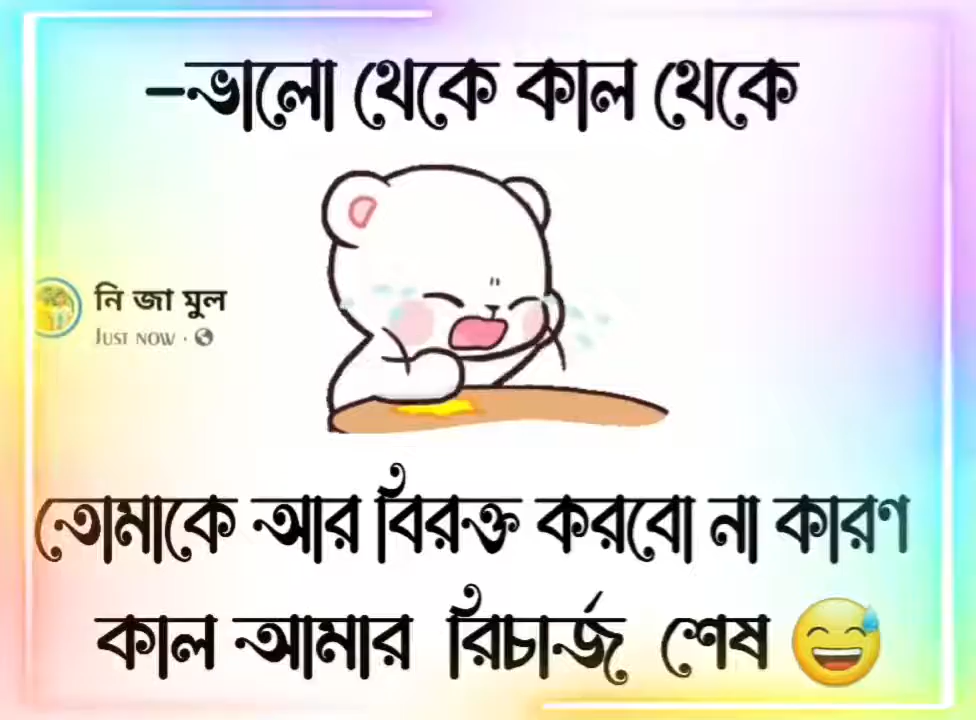 –ভালো থেকে কাল থেকে
নি জা মুল
Just now ·
তোমাকে আর বিরক্ত করবো না কারণ
কাল আমার রিচার্জ শেষ 😅